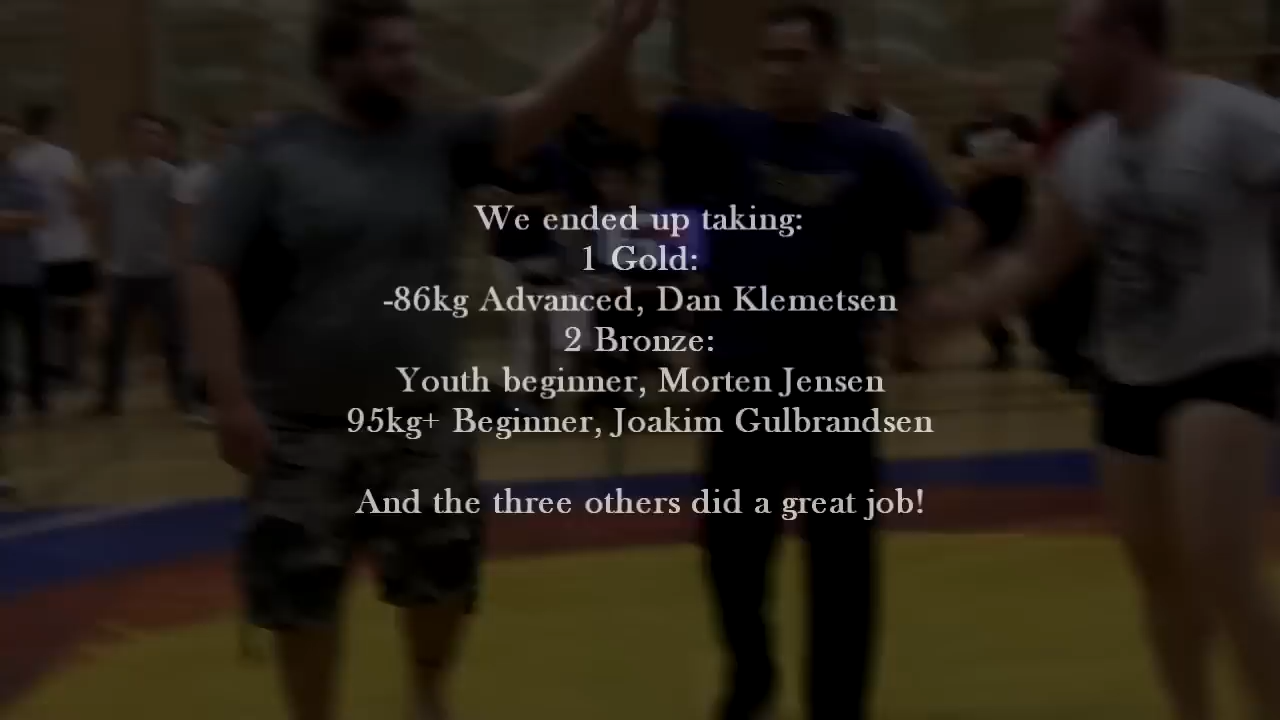 We ended up taking:
1 Gold:
-86kg Advanced, Dan Klemetsen
2 Bronze:
Youth beginner, Morten Jensen
95kg+ Beginner, Joakim Gulbrandsen
And the three others did a great job!